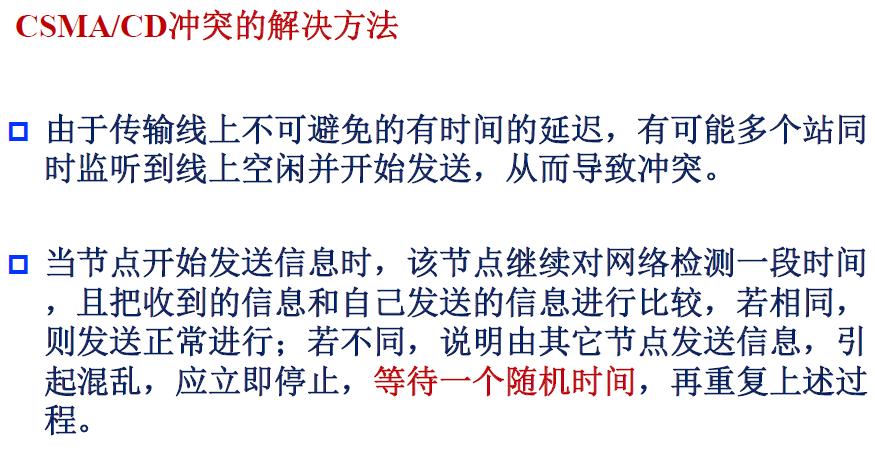 CSMA/CD冲突的解决方法
由于传输线上不可避免的有时间的延迟，有可能多个站同
时监听到线上空闲并开始发送，从而导致冲突。
当节点开始发送信息时，该节点继续对网络检测一段时间
，且把收到的信息和自己发送的信息进行比较，若相同，
则发送正常进行；若不同，说明由其它节点发送信息，引
起混乱，应立即停止，等待一个随机时间，再重复上述过
程。